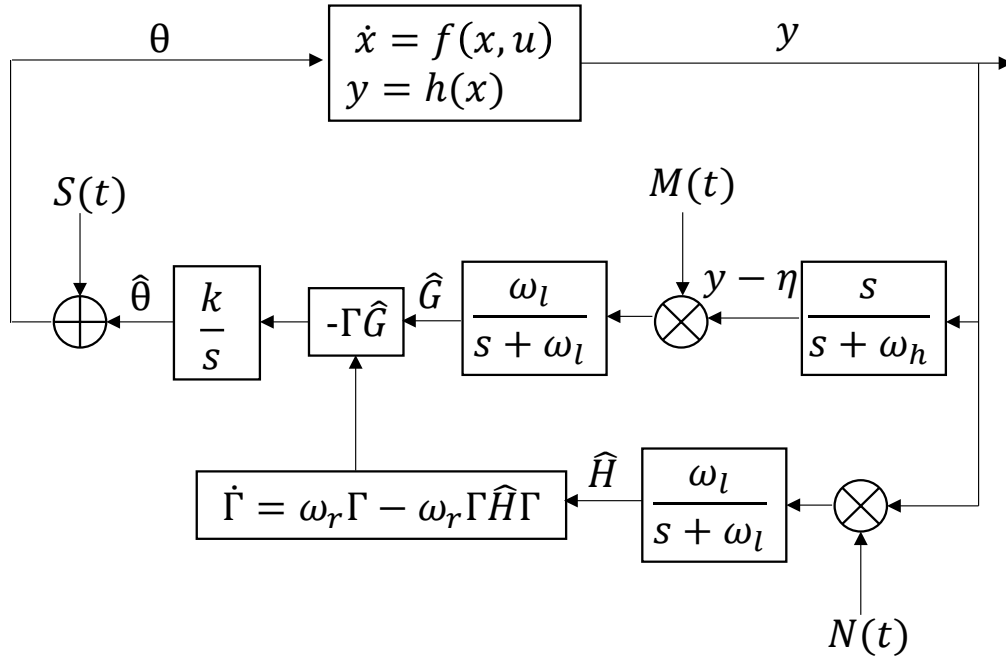 θ
ẋ = f(x, u)
y = h(x)
y
S(t)
M(t)
θ̂
k/s
-ΓĜ
Ĝ
ω_l/(s + ω_l)
y − η
s/(s + ω_h)
Γ̇ = ω_rΓ − ω_rΓĤΓ
Ĥ
ω_l/(s + ω_l)
N(t)